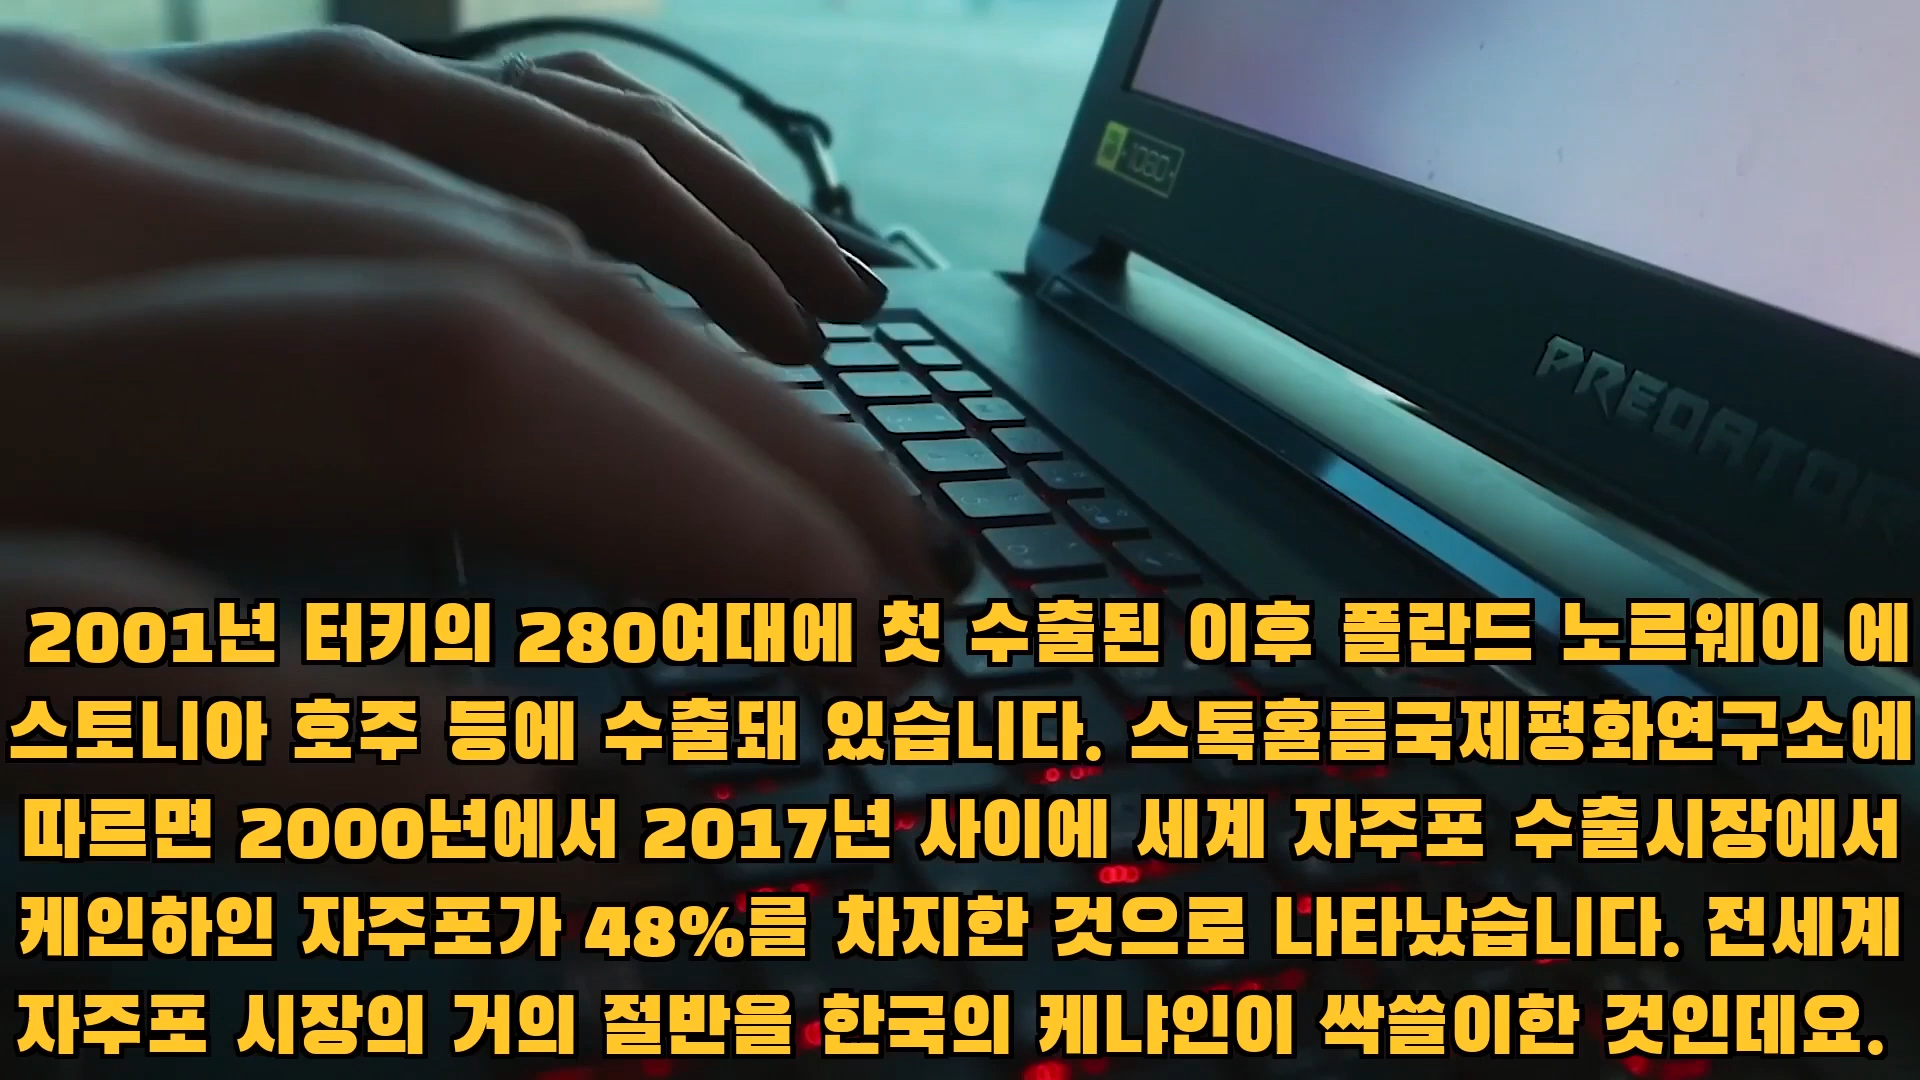 1080
PREDATOR
2001년 터키의 280여대에 첫 수출된 이후 폴란드 노르웨이 에
스토니아 호주 등에 수출돼 있습니다. 스톡홀름국제평화연구소에
따르면 2000년에서 2017년 사이에 세계 자주포 수출시장에서
케인하인 자주포가 48%를 차지한 것으로 나타났습니다. 전세계
자주포 시장의 거의 절반을 한국의 케냐인이 싹쓸이한 것인데요.